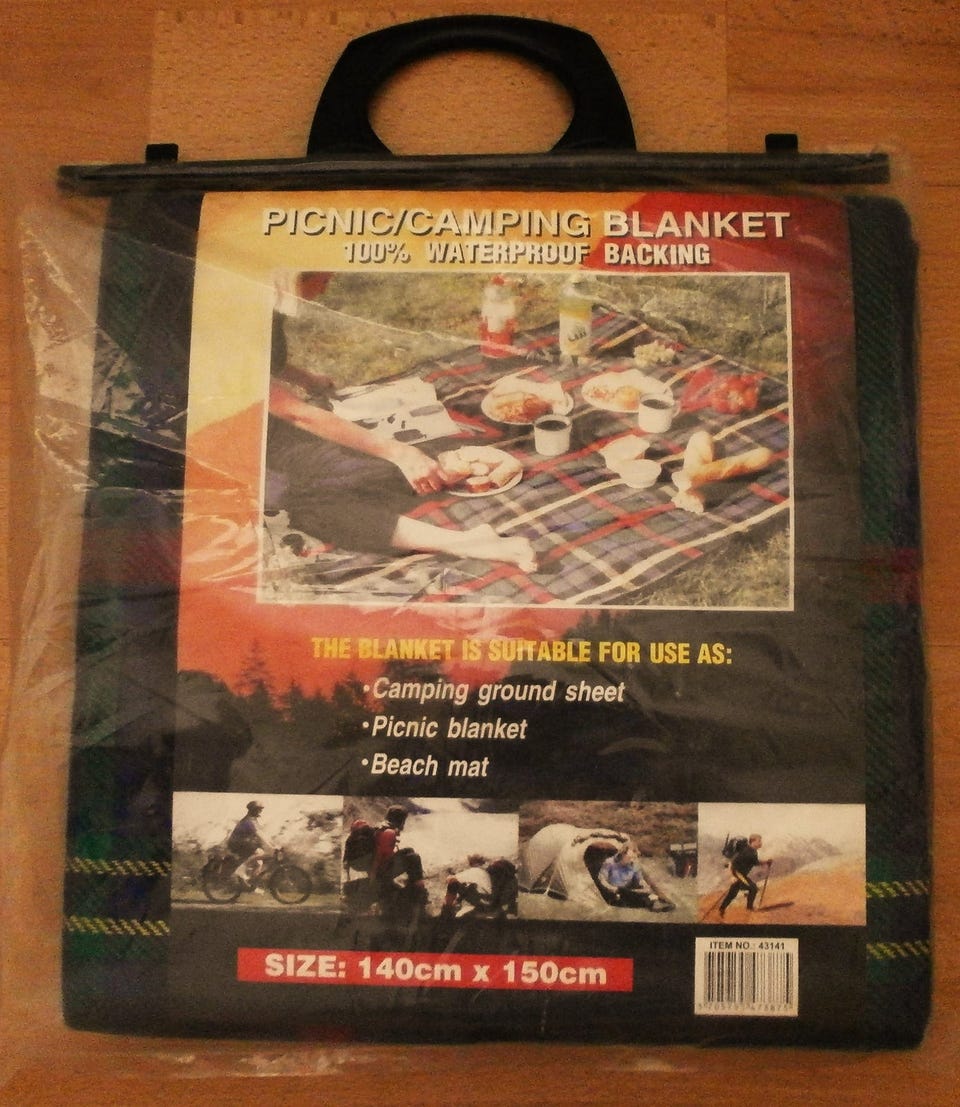 PICNIC/CAMPING BLANKET
100% WATERPROOF BACKING
THE BLANKET IS SUITABLE FOR USE AS:
•Camping ground sheet
•Picnic blanket
•Beach mat
SIZE: 140cm x 150cm
ITEM NO.: 43141